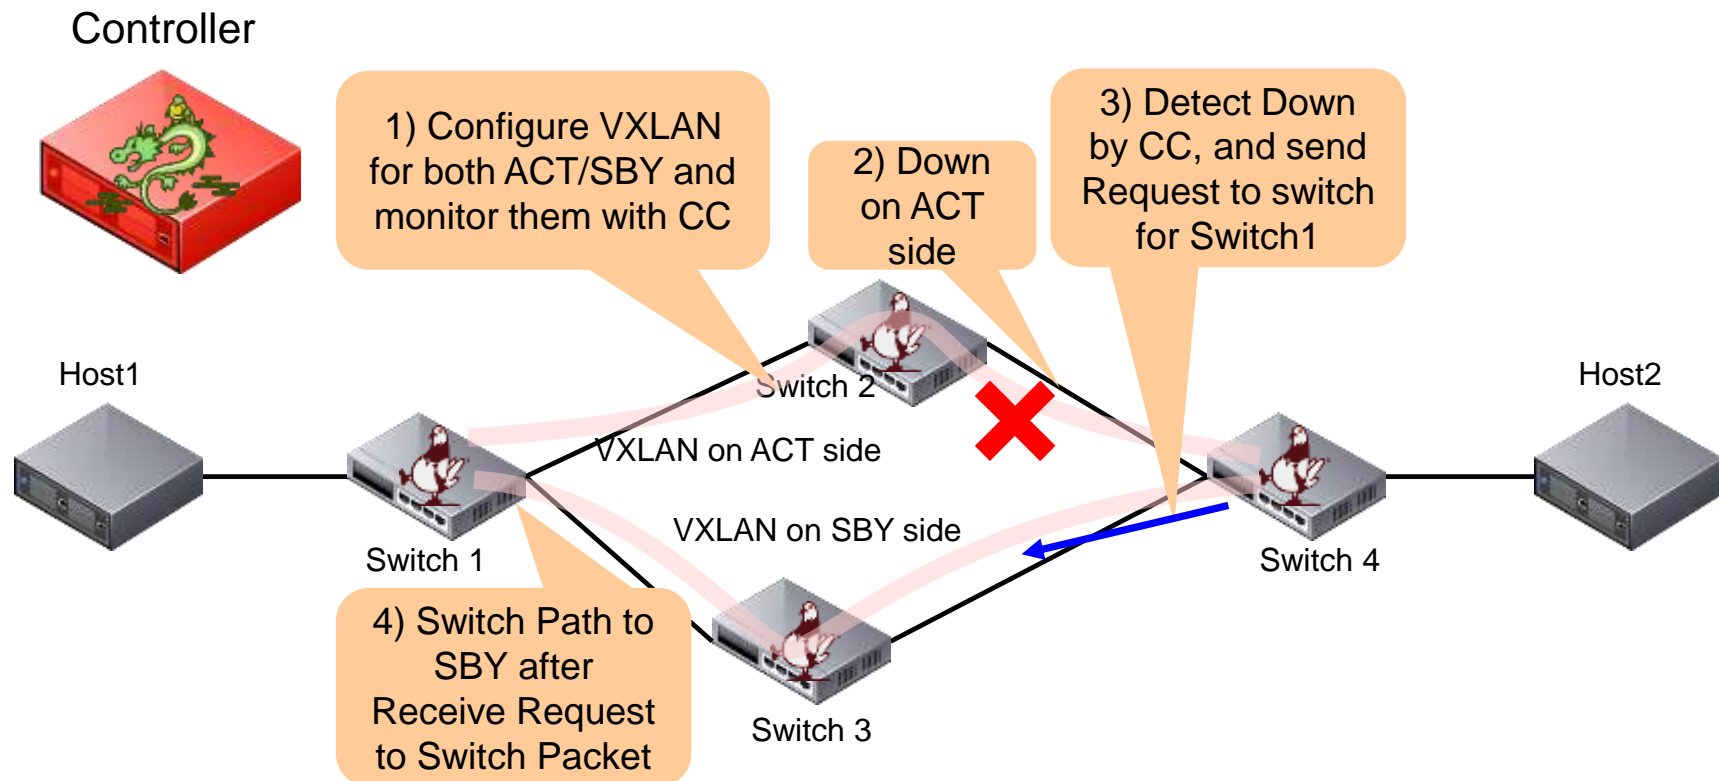 Controller
1) Configure VXLAN
for both ACT/SBY and
monitor them with CC
2) Down
on ACT
side
3) Detect Down
by CC, and send
Request to switch
for Switch1
Host1
Switch 2
Host2
VXLAN on ACT side
VXLAN on SBY side
Switch 1
Switch 4
4) Switch Path to
SBY after
Receive Request
to Switch Packet
Switch 3